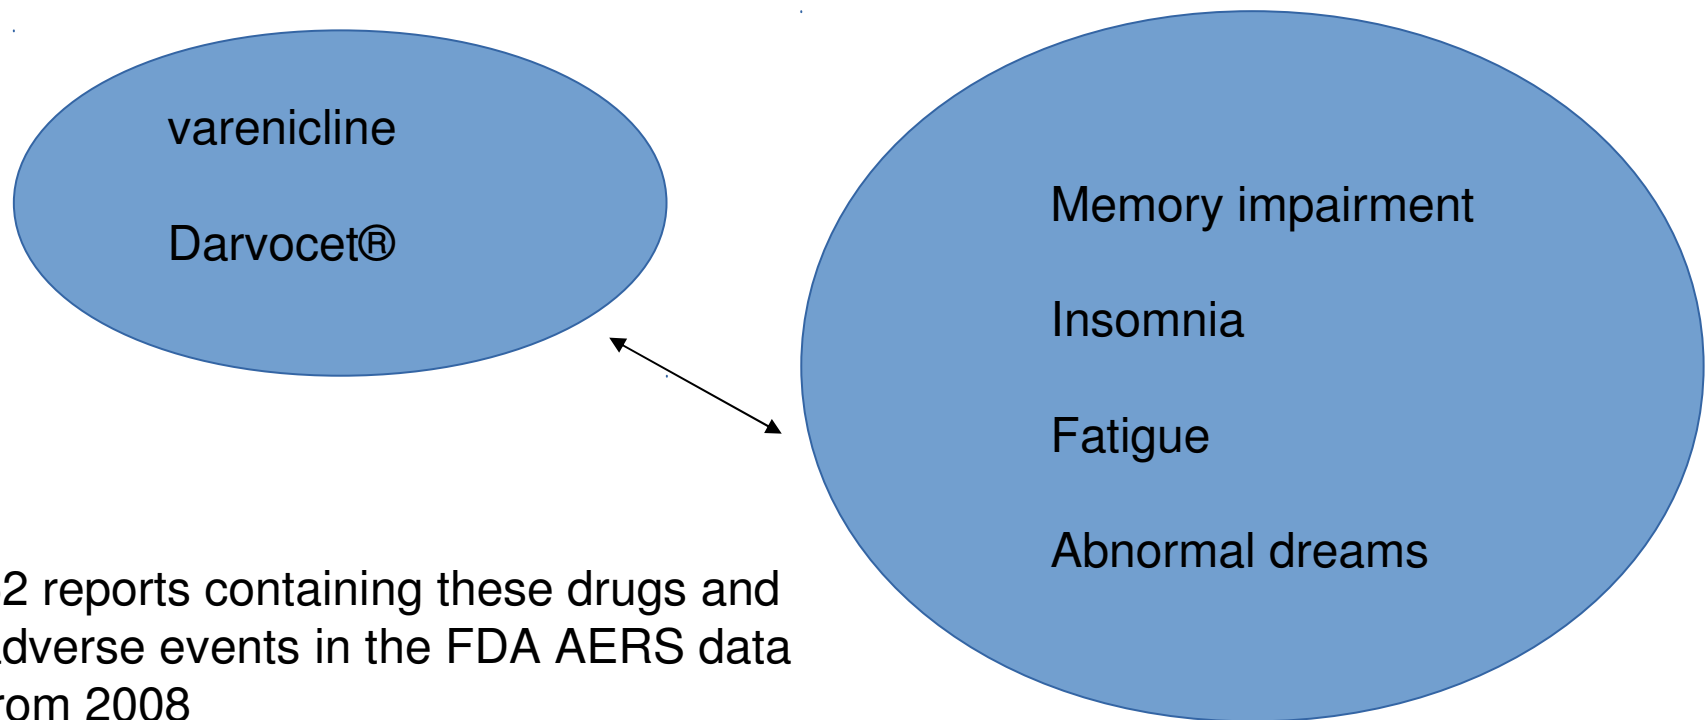 varenicline
Darvocet®
Memory impairment
Insomnia
Fatigue
Abnormal dreams
2 reports containing these drugs and
dverse events in the FDA AERS data
rom 2008